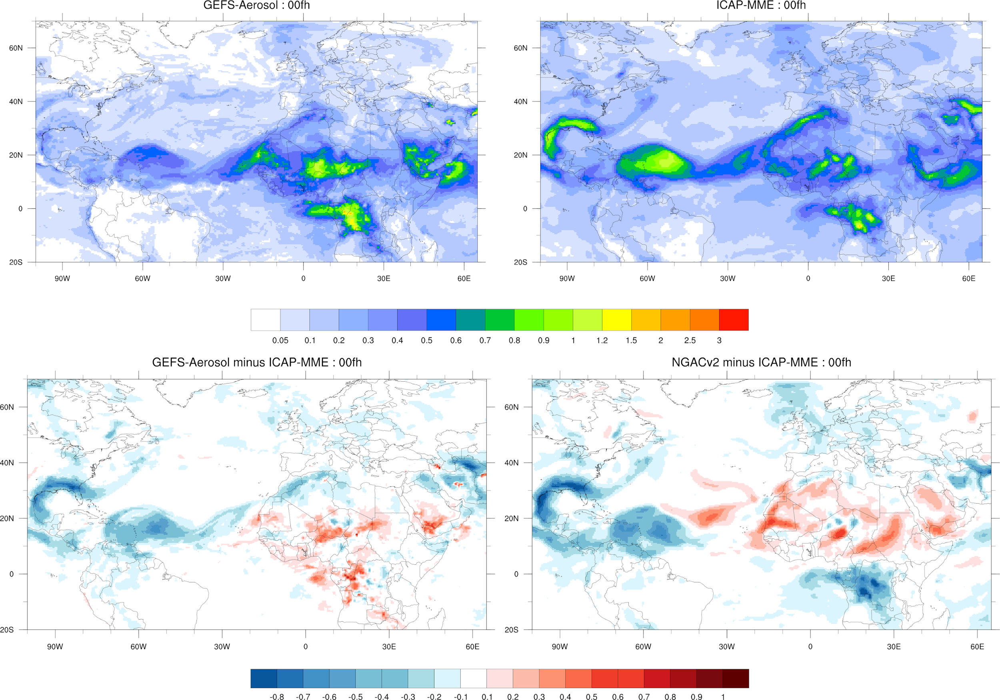 GEFS-Aerosol : 00fh
ICAP-MME : 00fh
60N
40N
20N
0
20S
90W 60W 30W 0 30E 60E
60N
40N
20N
0
20S
90W 60W 30W 0 30E 60E
0.05 0.1 0.2 0.3 0.4 0.5 0.6 0.7 0.8 0.9 1 1.2 1.5 2 2.5 3
GEFS-Aerosol minus ICAP-MME : 00fh
NGACv2 minus ICAP-MME : 00fh
60N
40N
20N
0
20S
90W 60W 30W 0 30E 60E
60N
40N
20N
0
20S
90W 60W 30W 0 30E 60E
-0.8 -0.7 -0.6 -0.5 -0.4 -0.3 -0.2 -0.1 0.1 0.2 0.3 0.4 0.5 0.6 0.7 0.8 0.9 1